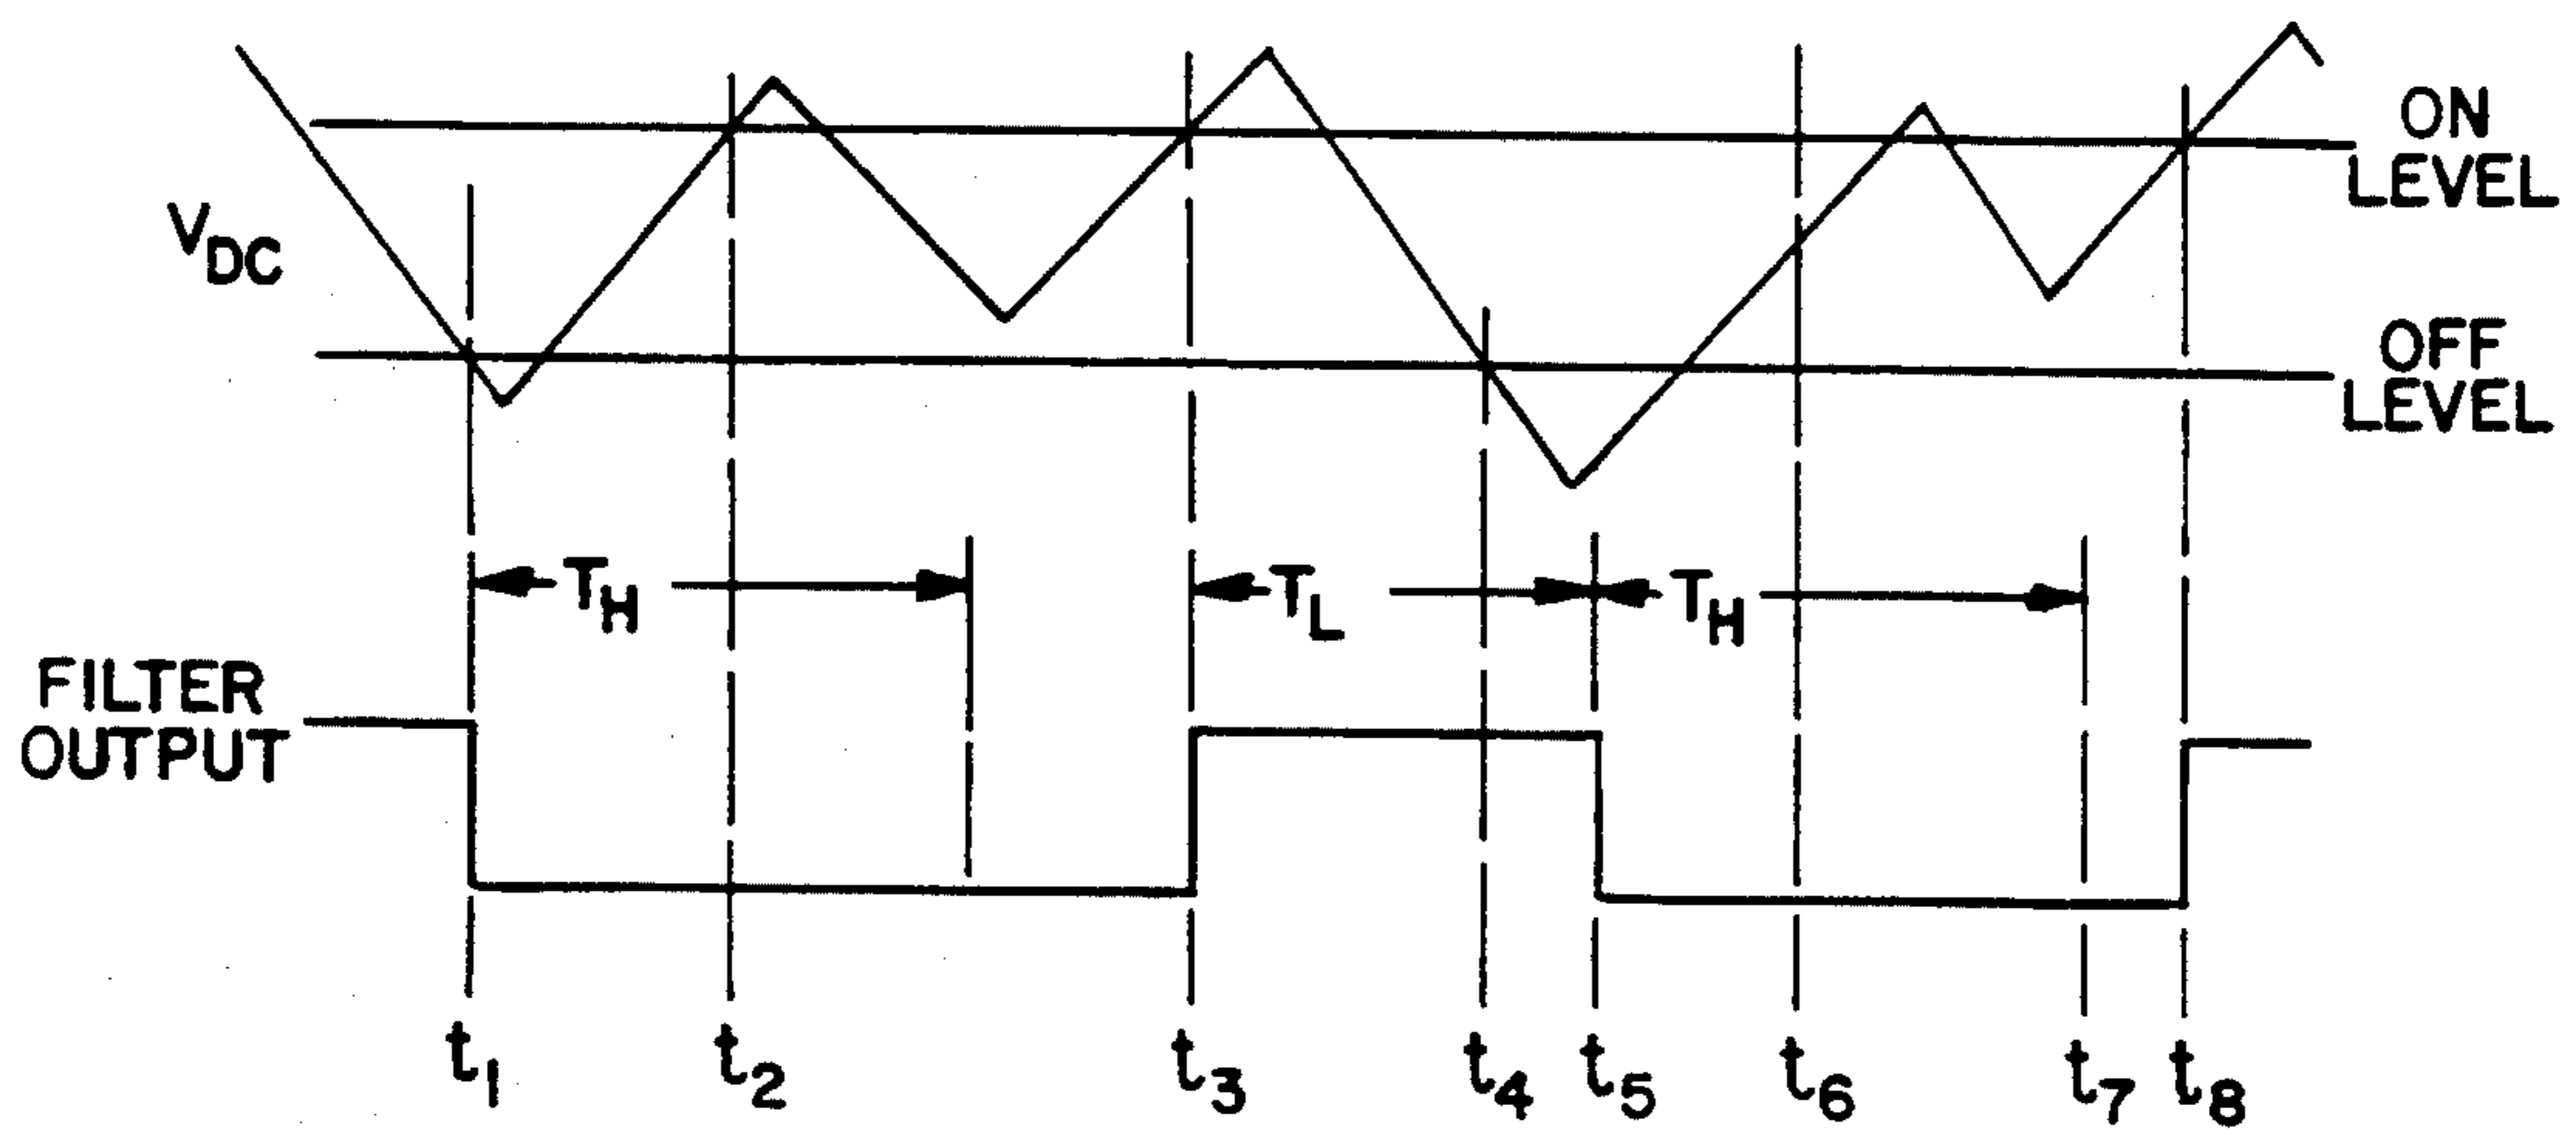 ON
LEVEL
V_DC
OFF
LEVEL
T_H
T_L
T_H
FILTER
OUTPUT
t_1
t_2
t_3
t_4
t_5
t_6
t_7
t_8